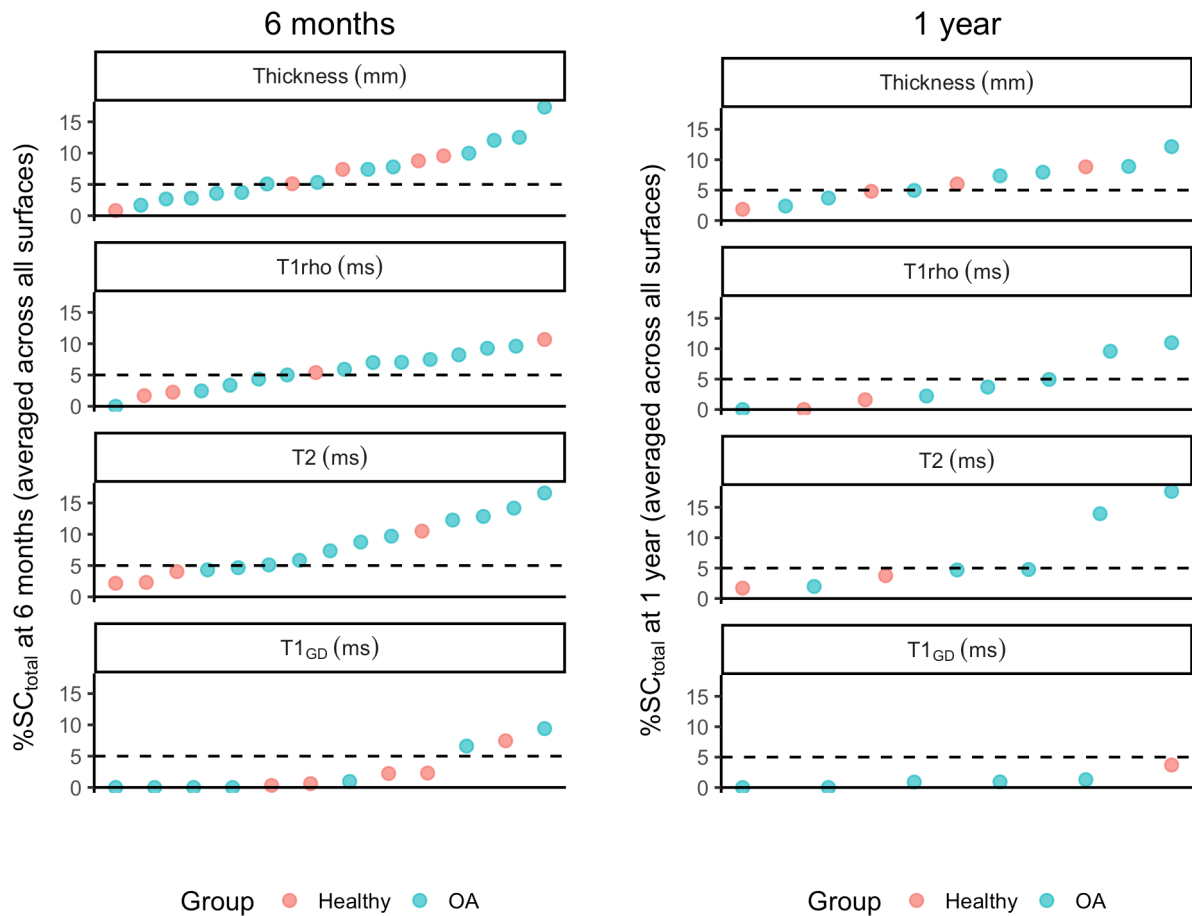 6 months
%SCtotal at 6 months (averaged across all surfaces)
Thickness (mm)
15
10
5
0
T1rho (ms)
15
10
5
0
T2 (ms)
15
10
5
0
T1GD (ms)
15
10
5
0
Group Healthy OA
1 year
%SCtotal at 1 year (averaged across all surfaces)
Thickness (mm)
15
10
5
0
T1rho (ms)
15
10
5
0
T2 (ms)
15
10
5
0
T1GD (ms)
15
10
5
0
Group Healthy OA